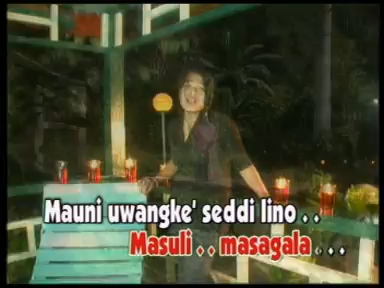 Mauni uwangke' seddi lino . .
Masuli . . masagala . . .